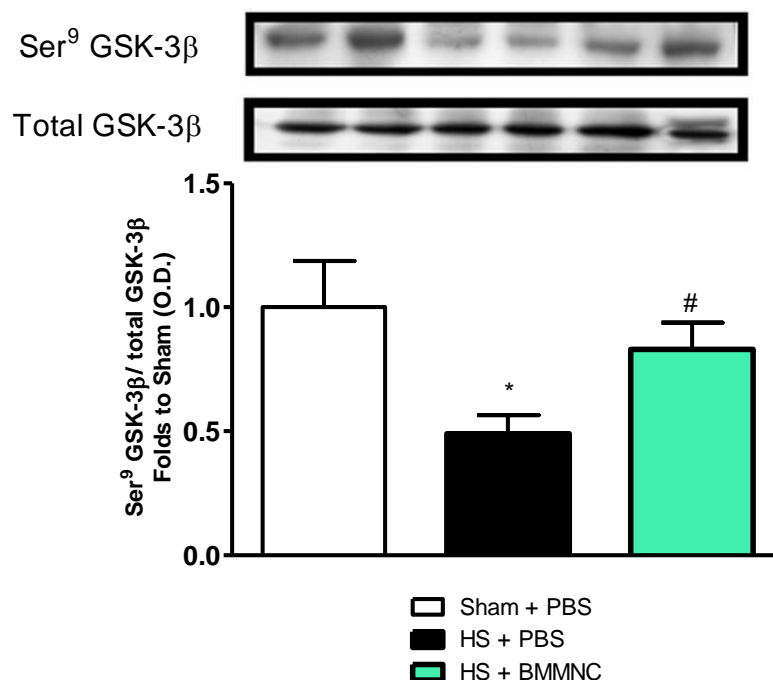 Ser⁹ GSK-3β
Total GSK-3β
1.5
1.0
0.5
0.0
Ser⁹ GSK-3β/ total GSK-3β
Folds to Sham (O.D.)
*
#
Sham + PBS
HS + PBS
HS + BMMNC